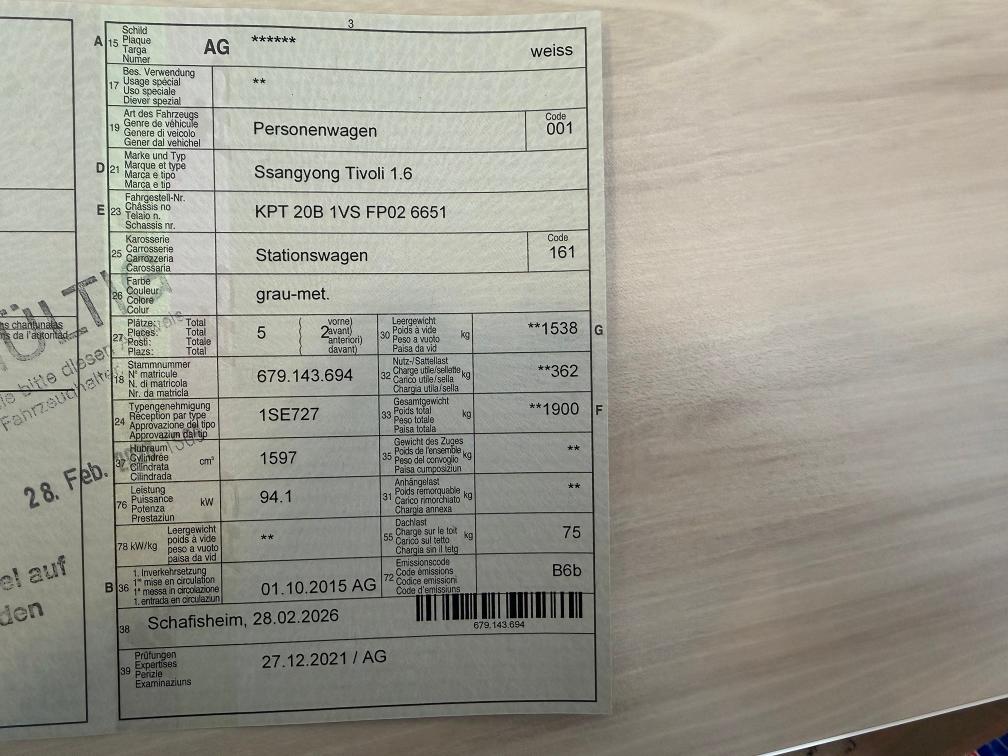 3
A 15 Schild
Plaque
Targa
Numer
AG ****** weiss
17 Bes. Verwendung
Usage spécial
Uso speciale
Diever spezial
**
19 Art des Fahrzeugs
Genre de véhicule
Genere di veicolo
Gener dal vehichel
Personenwagen
Code
001
D 21 Marke und Typ
Marque et type
Marca e tipo
Marca e tip
Ssangyong Tivoli 1.6
E 23 Fahrgestell-Nr.
Châssis no
Telaio n.
Schassis nr.
KPT 20B 1VS FP02 6651
25 Karosserie
Carrosserie
Carrozzeria
Carossaria
Stationswagen
Code
161
26 Farbe
Couleur
Colore
Colur
grau-met.
27 Plätze: Total
Places: Total
Posti: Totale
Plazs: Total
5 ( 2 vorne)
avant)
anteriori)
davant)
30 Leergewicht
Poids à vide
Peso a vuoto
Paisa da vid
kg
**1538 G
18 Stammnummer
N° matricule
N. di matricola
Nr. da matricla
679.143.694
32 Nutz-/Sattellast
Charge utile/sellette
Carico utile/sella
Chargia utila/sella
kg
**362
24 Typengenehmigung
Réception par type
Approvazione del tipo
Approvaziun dal tip
1SE727
33 Gesamtgewicht
Poids total
Peso totale
Paisa totala
kg
**1900 F
37 Hubraum
Cylindrée
Cilindrata
Cilindrada
cm³
1597
35 Gewicht des Zuges
Poids de l'ensemble
Peso del convoglio
Paisa cumposiziun
kg
**
76 Leistung
Puissance
Potenza
Prestaziun
kW
94.1
31 Anhängelast
Poids remorquable
Carico rimorchiato
Chargia annexa
kg
**
78 kW/kg Leergewicht
poids à vide
peso a vuoto
paisa da vid
**
55 Dachlast
Charge sur le toit
Carico sul tetto
Chargia sin il tetg
kg
75
B 36 1. Inverkehrsetzung
1re mise en circulation
1a messa in circolazione
1. entrada en circulaziun
01.10.2015 AG
72 Emissionscode
Code émissions
Codice emissioni
Code d'emissiuns
B6b
38 Schafisheim, 28.02.2026
679.143.694
39 Prüfungen
Expertises
Perizie
Examinaziuns
27.12.2021 / AG
ÜLTIG
bitte diesen
Fahrzeughalter
28. Feb.
el auf
den